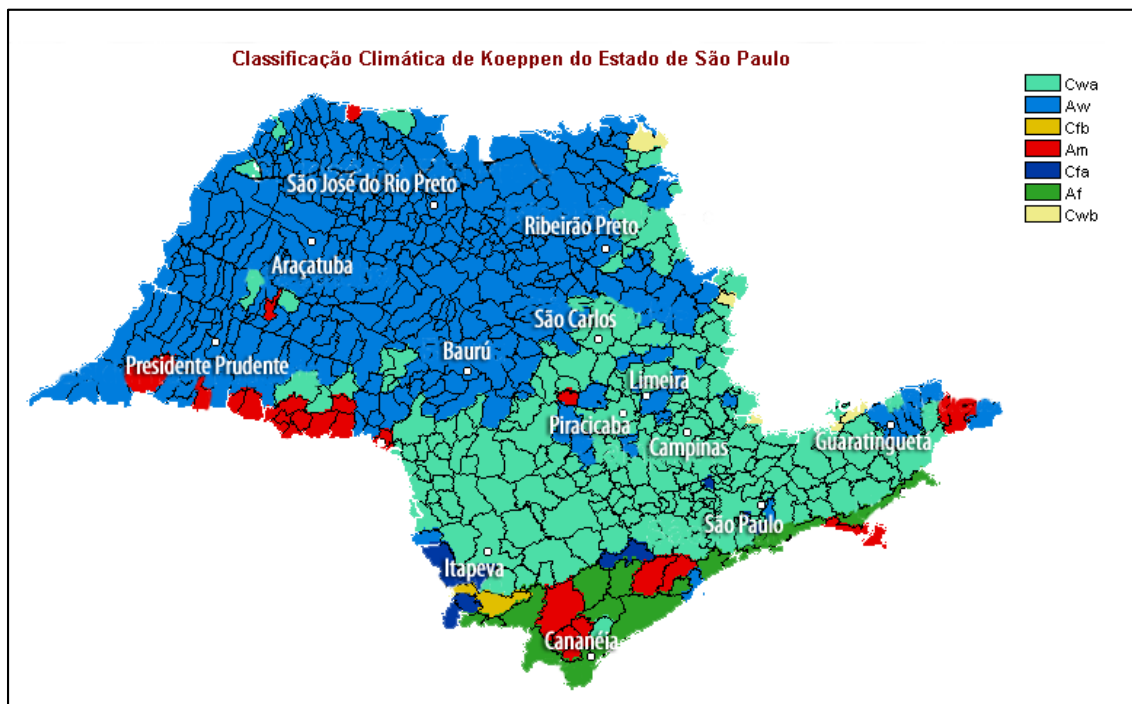 Classificação Climática de Koeppen do Estado de São Paulo
Cwa
Aw
Cfb
Am
Cfa
Af
Cwb
São José do Rio Preto
Ribeirão Preto
Araçatuba
São Carlos
Baurú
Presidente Prudente
Limeira
Piracicaba
Campinas
Guaratinguetá
São Paulo
Itapeva
Cananéia